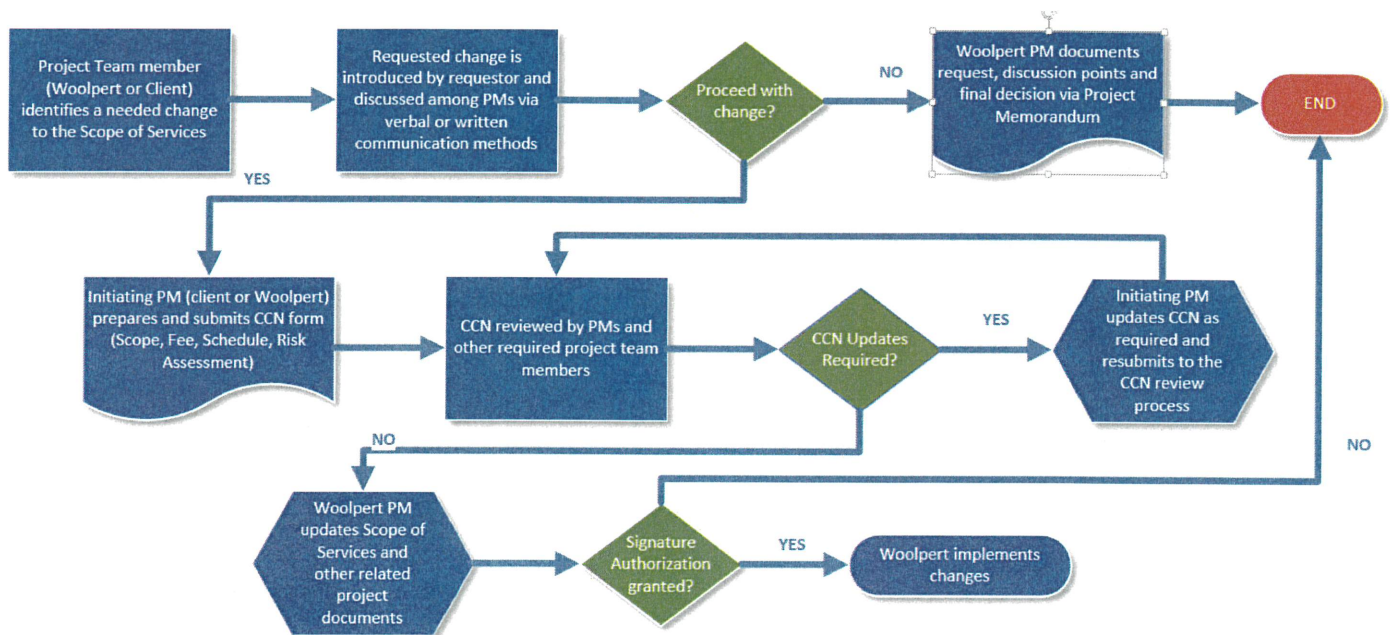 Project Team member
(Woolpert or Client)
identifies a needed change
to the Scope of Services
Requested change is
introduced by requestor and
discussed among PMs via
verbal or written
communication methods
Proceed with
change?
NO
Woolpert PM documents
request, discussion points and
final decision via Project
Memorandum
END
YES
Initiating PM (client or Woolpert)
prepares and submits CCN form
(Scope, Fee, Schedule, Risk
Assessment)
CCN reviewed by PMs and
other required project team
members
CCN Updates
Required?
YES
Initiating PM
updates CCN as
required and
resubmits to the
CCN review
process
NO
NO
Woolpert PM
updates Scope of
Services and
other related
project
documents
Signature
Authorization
granted?
YES
Woolpert implements
changes